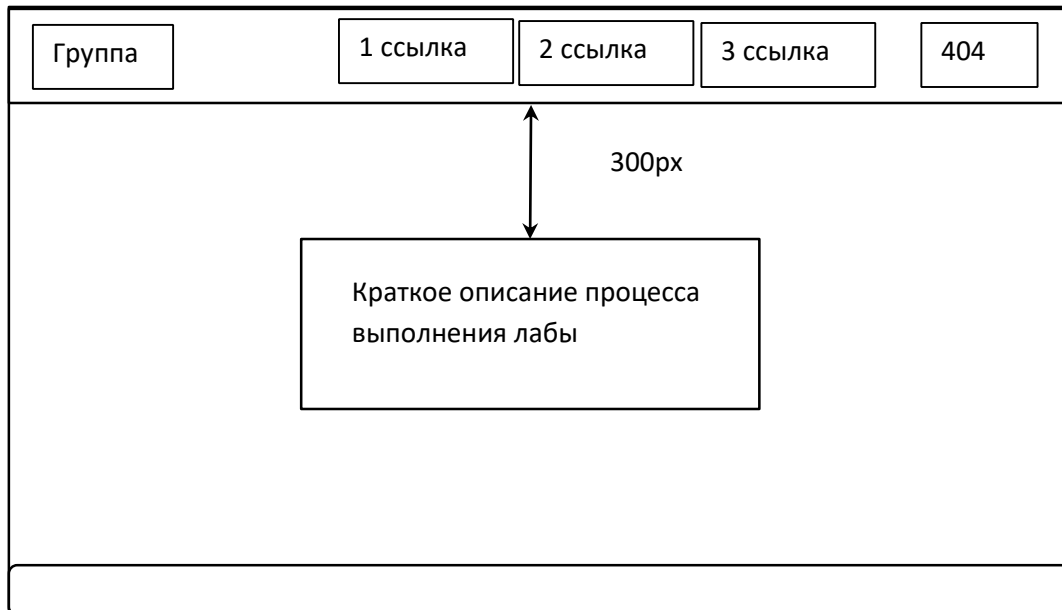 Группа
1 ссылка
2 ссылка
3 ссылка
404
300px
Краткое описание процесса
выполнения лабы